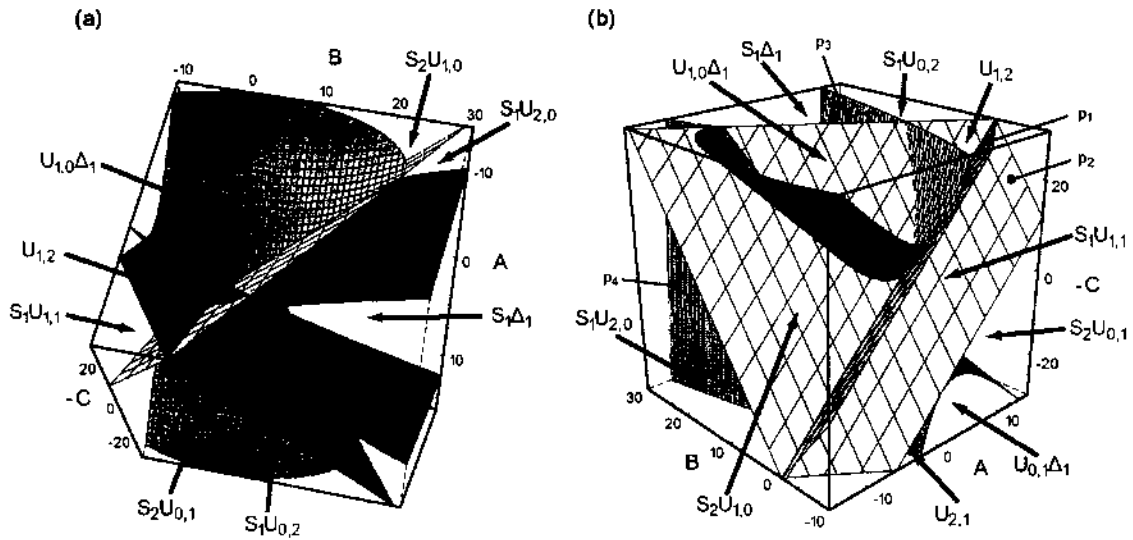 (a)
B
S₂U₁,₀
S₁U₂,₀
-10
0
10
20
30
-10
U₁,₀Δ₁
U₁,₂
0
A
S₁U₁,₁
S₁Δ₁
20
10
-C
0
-20
S₂U₀,₁
S₁U₀,₂
(b)
S₁Δ₁
p₃
S₁U₀,₂
U₁,₀Δ₁
U₁,₂
p₁
p₂
20
S₁U₁,₁
0
-C
p₄
S₁U₂,₀
S₂U₀,₁
-20
30
20
10
10
B
0
A
0
U₀,₁Δ₁
S₂U₁,₀
-10
-10
U₂,₁